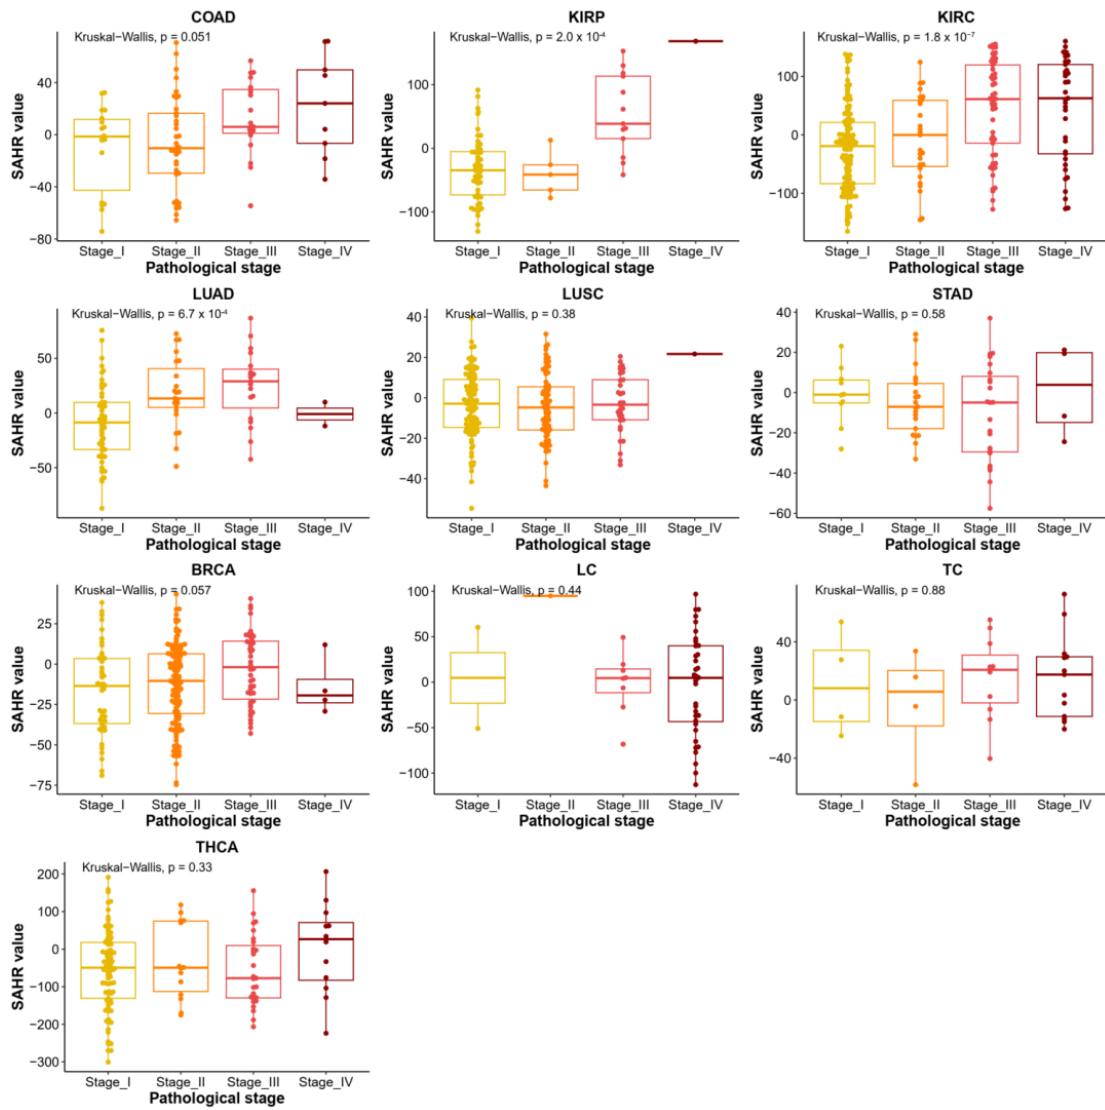 COAD
Kruskal−Wallis, p = 0.051
SAHR value
40
0
−40
−80
Stage_I Stage_II Stage_III Stage_IV
Pathological stage
KIRP
Kruskal−Wallis, p = 2.0 x 10⁻⁴
SAHR value
100
0
−100
Stage_I Stage_II Stage_III Stage_IV
Pathological stage
KIRC
Kruskal−Wallis, p = 1.8 x 10⁻⁷
SAHR value
100
0
−100
Stage_I Stage_II Stage_III Stage_IV
Pathological stage
LUAD
Kruskal−Wallis, p = 6.7 x 10⁻⁴
SAHR value
50
0
−50
Stage_I Stage_II Stage_III Stage_IV
Pathological stage
LUSC
Kruskal−Wallis, p = 0.38
SAHR value
40
20
0
−20
−40
Stage_I Stage_II Stage_III Stage_IV
Pathological stage
STAD
Kruskal−Wallis, p = 0.58
SAHR value
40
20
0
−20
−40
−60
Stage_I Stage_II Stage_III Stage_IV
Pathological stage
BRCA
Kruskal−Wallis, p = 0.057
SAHR value
25
0
−25
−50
−75
Stage_I Stage_II Stage_III Stage_IV
Pathological stage
LC
Kruskal−Wallis, p = 0.44
SAHR value
100
50
0
−50
−100
Stage_I Stage_II Stage_III Stage_IV
Pathological stage
TC
Kruskal−Wallis, p = 0.88
SAHR value
40
0
−40
Stage_I Stage_II Stage_III Stage_IV
Pathological stage
THCA
Kruskal−Wallis, p = 0.33
SAHR value
200
100
0
−100
−200
−300
Stage_I Stage_II Stage_III Stage_IV
Pathological stage